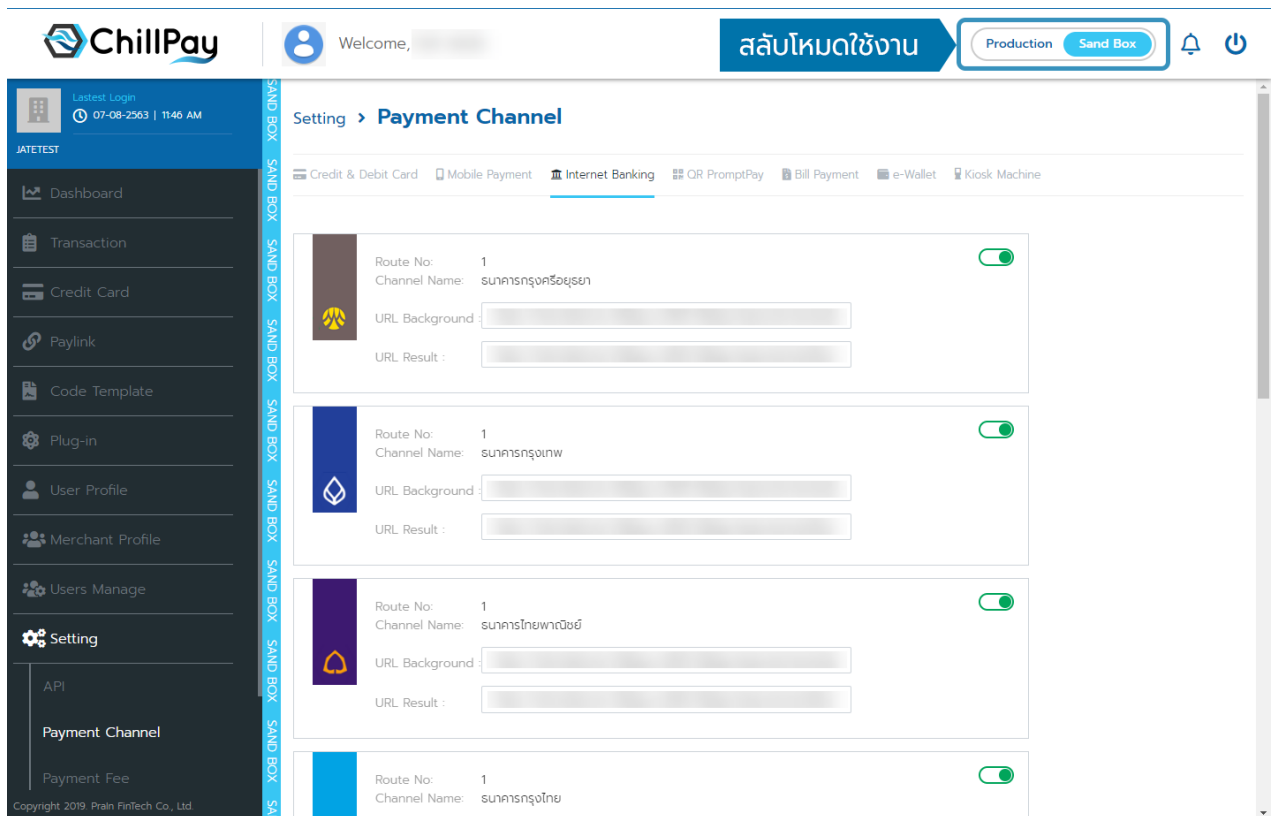 ChillPay
Welcome,
สลับโหมดใช้งาน
Production
Sand Box
Lastest Login
07-08-2563 | 11:46 AM
JATETEST
Dashboard
Transaction
Credit Card
Paylink
Code Template
Plug-in
User Profile
Merchant Profile
Users Manage
Setting
API
Payment Channel
Payment Fee
Copyright 2019. Prain FinTech Co., Ltd.
SAND BOX SAND BOX SAND BOX SAND BOX SAND BOX SAND BOX SAND BOX SAND BOX SAND BOX SA
Setting > Payment Channel
Credit & Debit Card Mobile Payment Internet Banking QR PromptPay Bill Payment e-Wallet Kiosk Machine
Route No: 1
Channel Name: ธนาคารกรุงศรีอยุธยา
URL Background :
URL Result :
Route No: 1
Channel Name: ธนาคารกรุงเทพ
URL Background :
URL Result :
Route No: 1
Channel Name: ธนาคารไทยพาณิชย์
URL Background :
URL Result :
Route No: 1
Channel Name: ธนาคารกรุงไทย